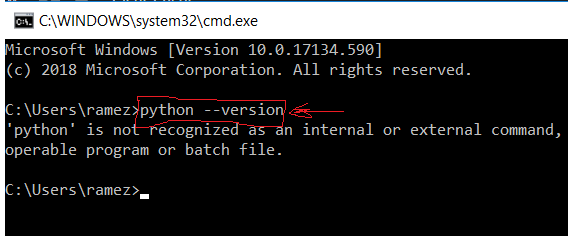 C:\WINDOWS\system32\cmd.exe
Microsoft Windows [Version 10.0.17134.590]
(c) 2018 Microsoft Corporation. All rights reserved.
C:\Users\ramez>python --version
'python' is not recognized as an internal or external command,
operable program or batch file.
C:\Users\ramez>